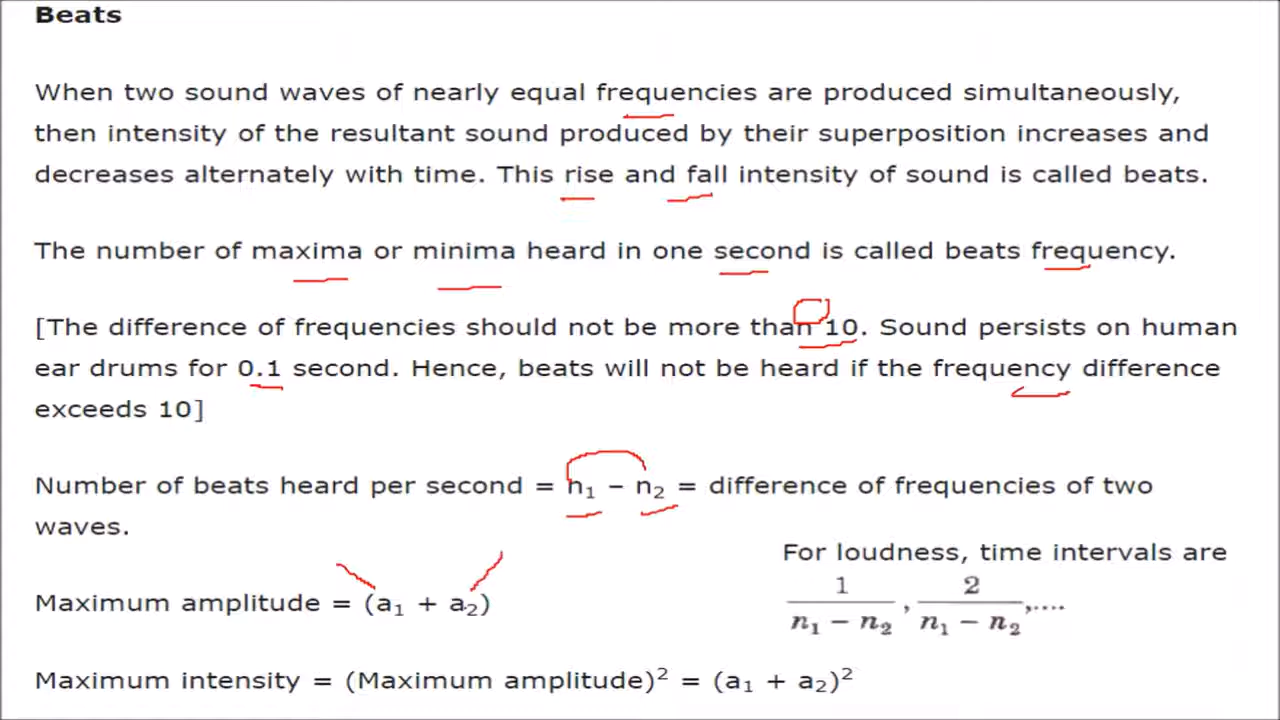 Beats
When two sound waves of nearly equal frequencies are produced simultaneously,
then intensity of the resultant sound produced by their superposition increases and
decreases alternately with time. This rise and fall intensity of sound is called beats.
The number of maxima or minima heard in one second is called beats frequency.
[The difference of frequencies should not be more than 10. Sound persists on human
ear drums for 0.1 second. Hence, beats will not be heard if the frequency difference
exceeds 10]
Number of beats heard per second = n₁ – n₂ = difference of frequencies of two
waves.
Maximum amplitude = (a₁ + a₂)
For loudness, time intervals are
1/(n₁ – n₂), 2/(n₁ – n₂),....
Maximum intensity = (Maximum amplitude)² = (a₁ + a₂)²